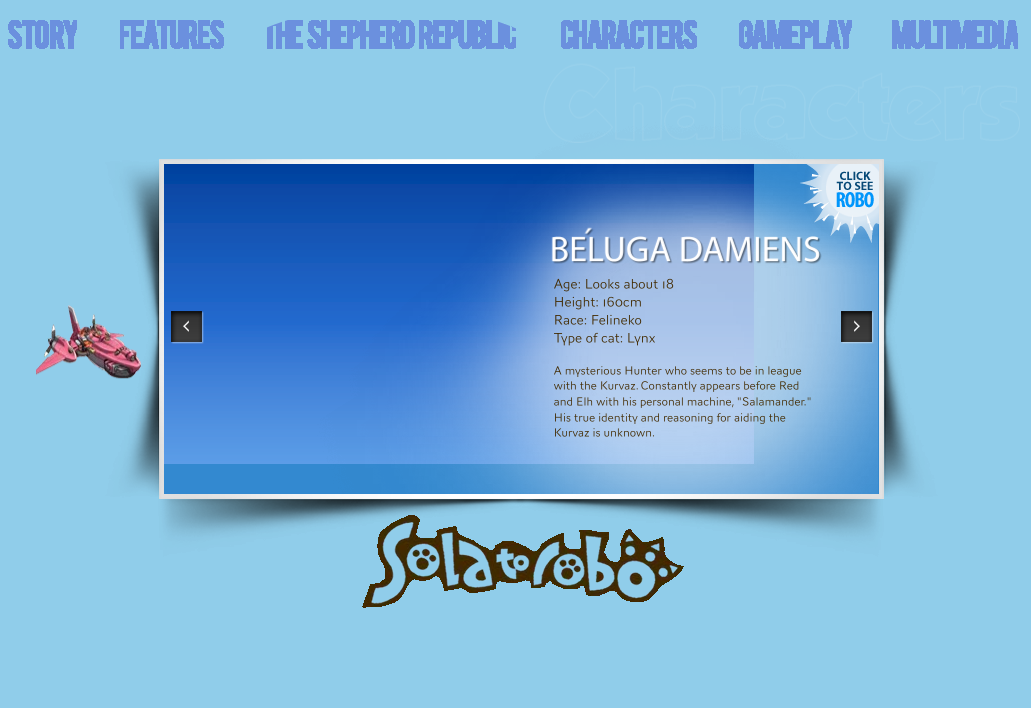 STORY FEATURES THE SHEPHERD REPUBLIC CHARACTERS GAMEPLAY MULTIMEDIA
Characters
CLICK
TO SEE
ROBO
BÉLUGA DAMIENS
Age: Looks about 18
Height: 160cm
Race: Felineko
Type of cat: Lynx
A mysterious Hunter who seems to be in league
with the Kurvaz. Constantly appears before Red
and Elh with his personal machine, "Salamander."
His true identity and reasoning for aiding the
Kurvaz is unknown.
Solatorobo